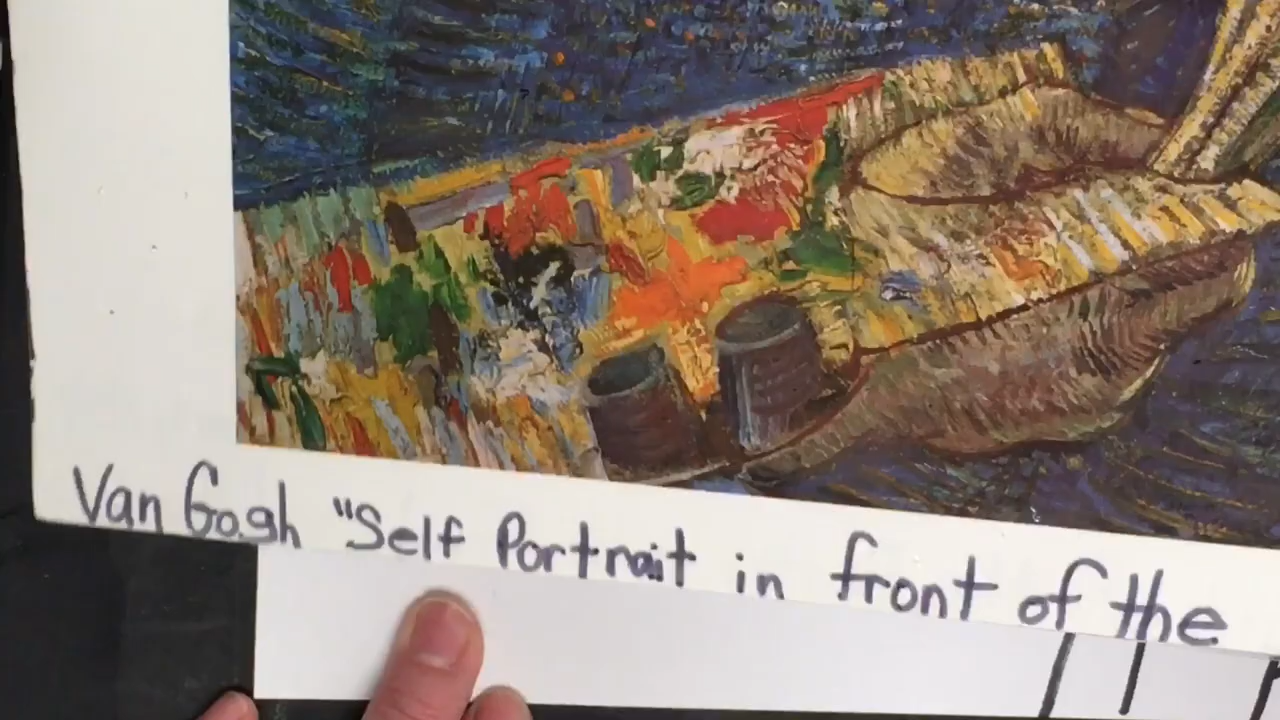 Van Gogh "Self Portrait in front of the